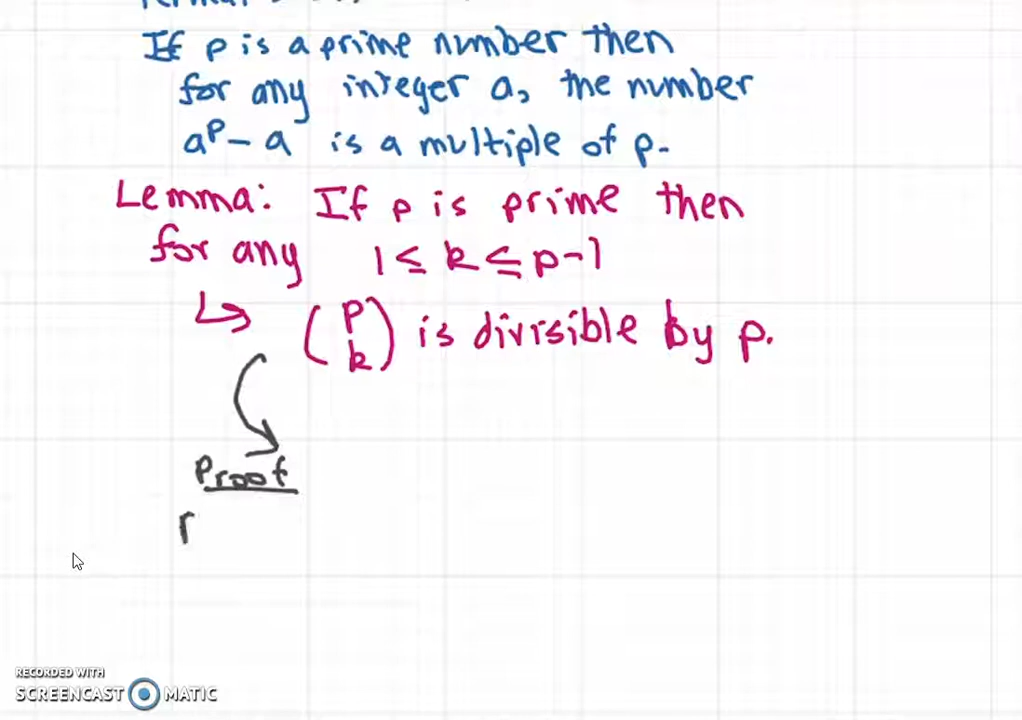 If p is a prime number then
for any integer a, the number
a^p - a is a multiple of p.
Lemma: If p is prime then
for any 1 ≤ k ≤ p-1
↳ (p k) is divisible by p.
Proof
RECORDED WITH
SCREENCAST MATIC